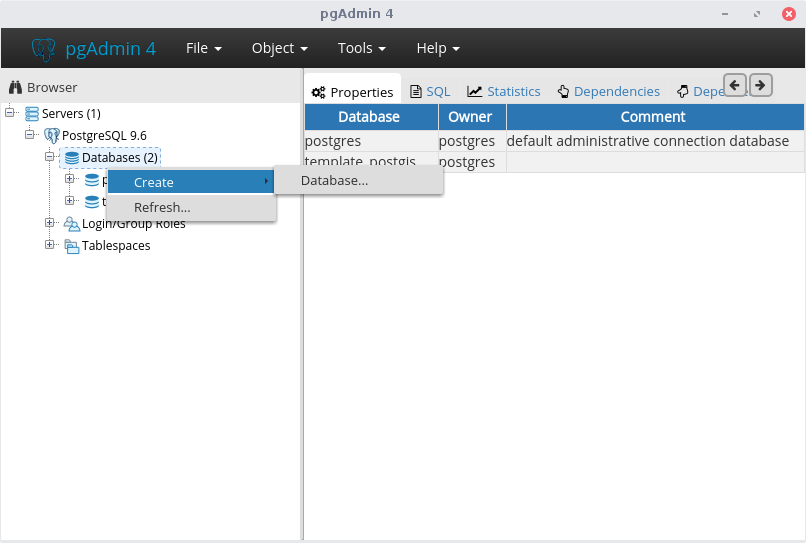 pgAdmin 4
pgAdmin 4 File Object Tools Help
Browser
Properties SQL Statistics Dependencies
Servers (1)
PostgreSQL 9.6
Databases (2)
Create
Refresh...
Database...
Login/Group Roles
Tablespaces
Database Owner Comment
postgres postgres default administrative connection database
template_postgis postgres